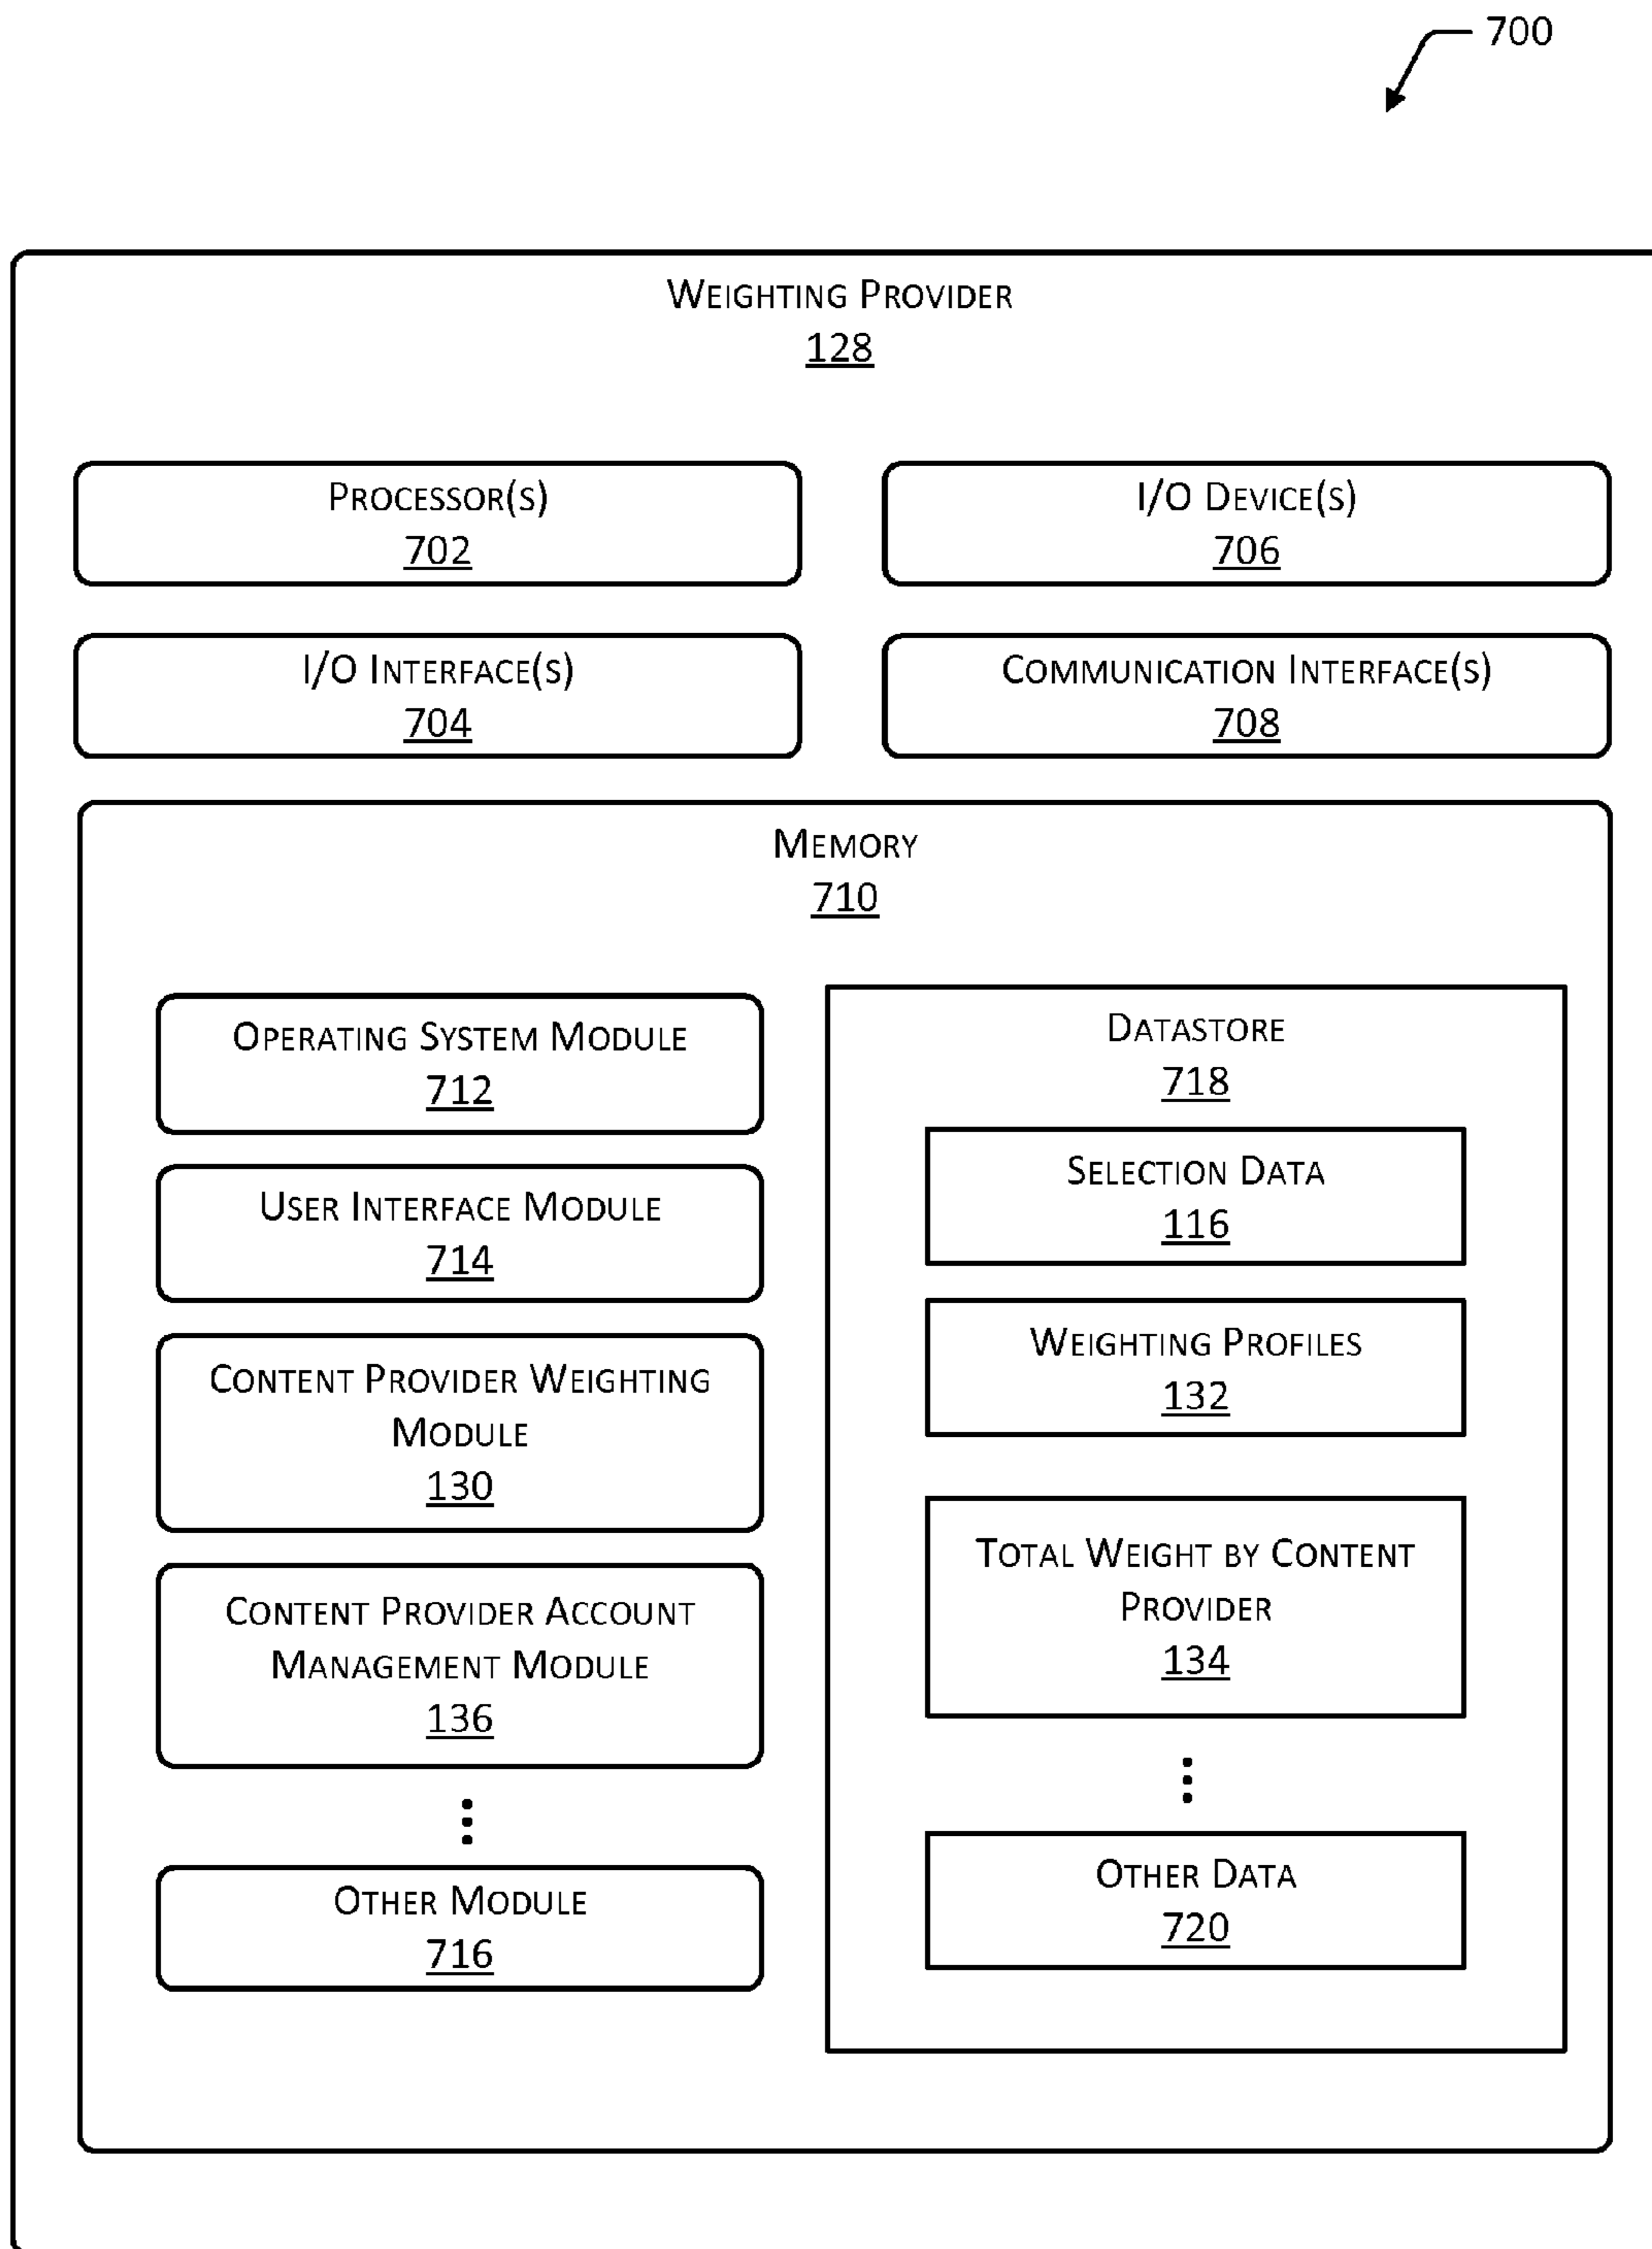 700
WEIGHTING PROVIDER
128
PROCESSOR(S)
702
I/O DEVICE(S)
706
I/O INTERFACE(S)
704
COMMUNICATION INTERFACE(S)
708
MEMORY
710
OPERATING SYSTEM MODULE
712
USER INTERFACE MODULE
714
CONTENT PROVIDER WEIGHTING
MODULE
130
CONTENT PROVIDER ACCOUNT
MANAGEMENT MODULE
136
OTHER MODULE
716
DATASTORE
718
SELECTION DATA
116
WEIGHTING PROFILES
132
TOTAL WEIGHT BY CONTENT
PROVIDER
134
OTHER DATA
720